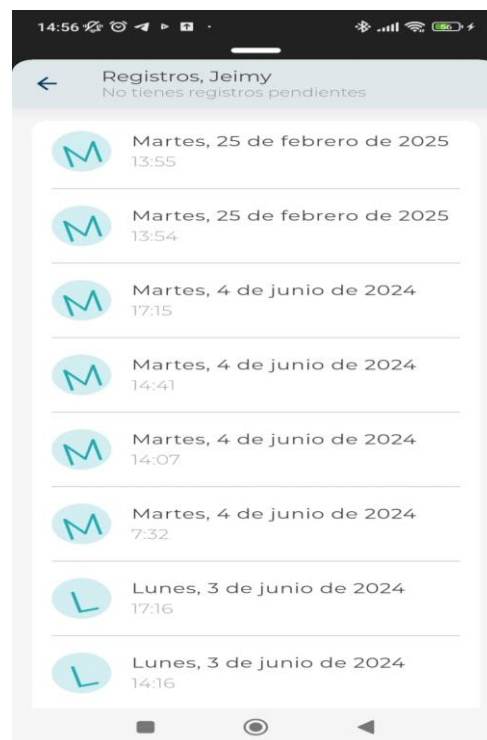 14:56
56
Registros, Jeimy
No tienes registros pendientes
M
Martes, 25 de febrero de 2025
13:55
M
Martes, 25 de febrero de 2025
13:54
M
Martes, 4 de junio de 2024
17:15
M
Martes, 4 de junio de 2024
14:41
M
Martes, 4 de junio de 2024
14:07
M
Martes, 4 de junio de 2024
7:32
L
Lunes, 3 de junio de 2024
17:16
L
Lunes, 3 de junio de 2024
14:16